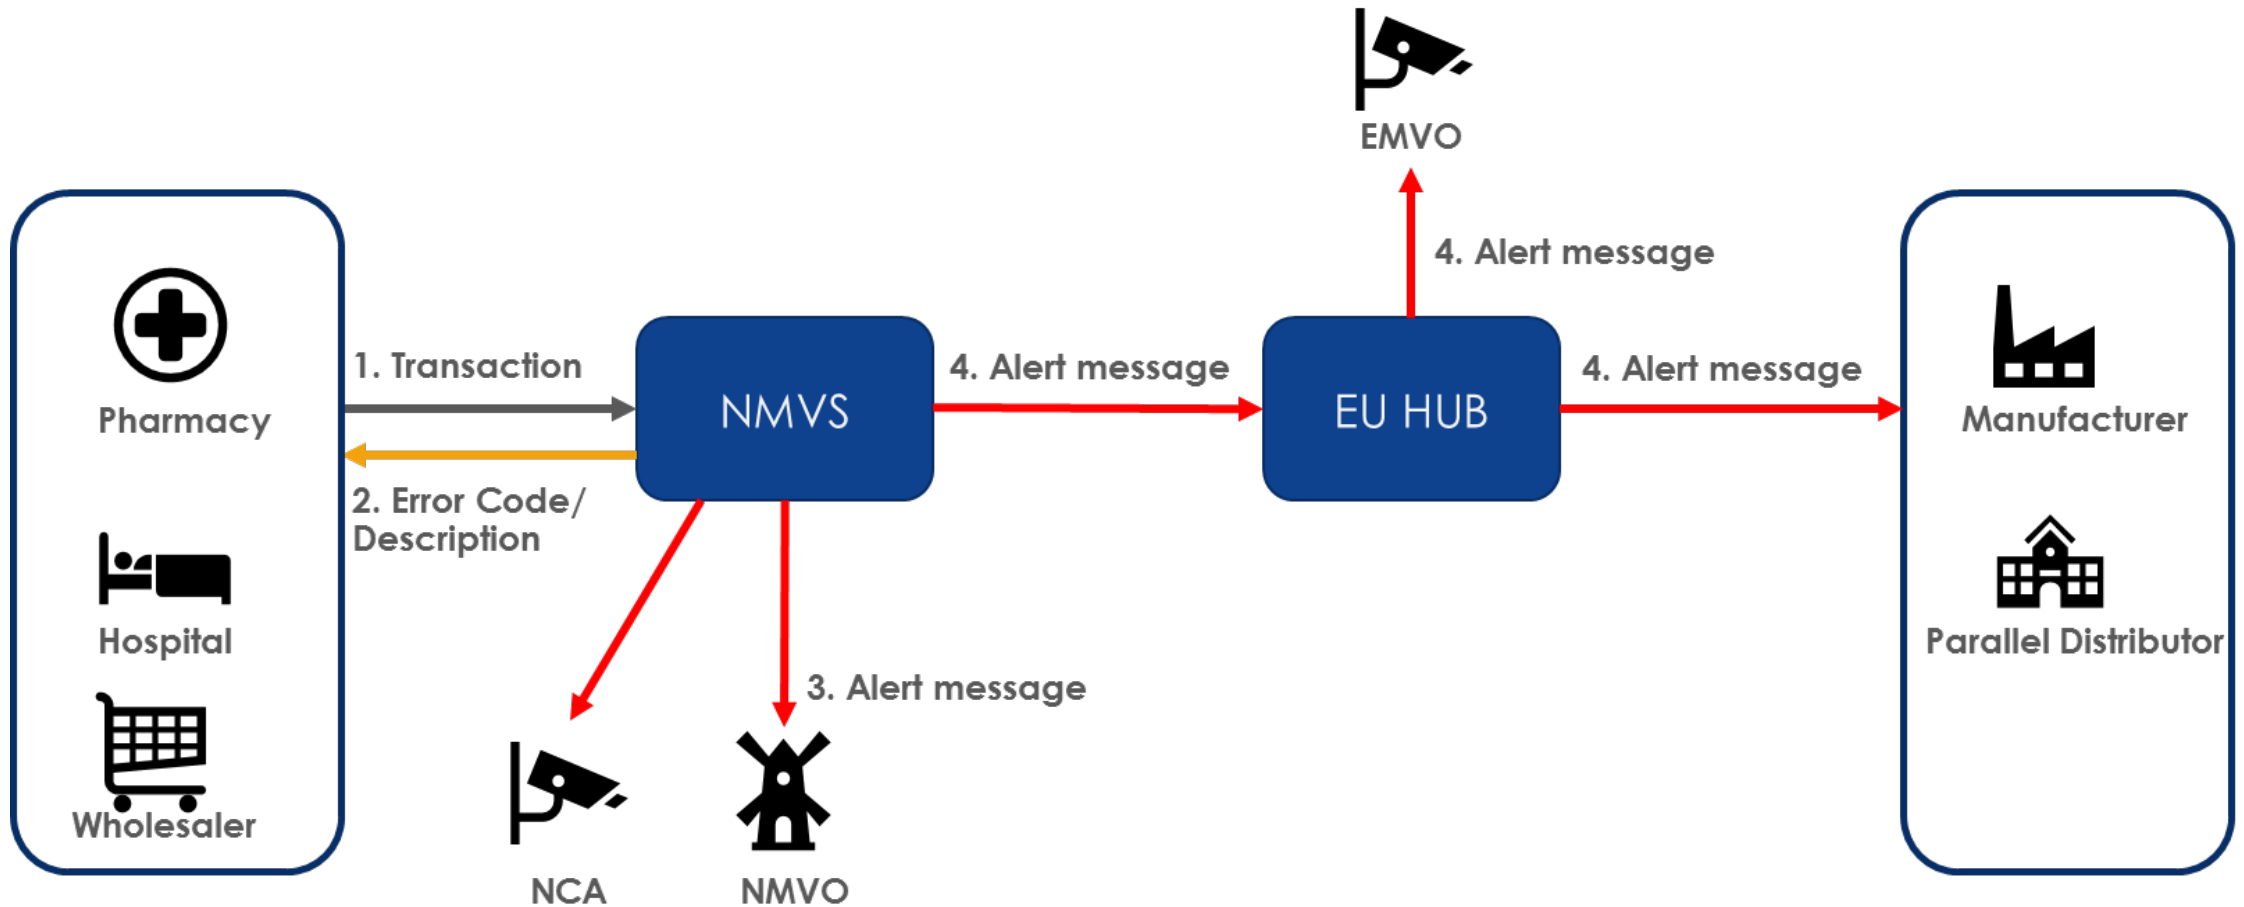 EMVO
4. Alert message
Pharmacy
Hospital
Wholesaler
1. Transaction
2. Error Code/
Description
NMVS
4. Alert message
EU HUB
4. Alert message
Manufacturer
Parallel Distributor
3. Alert message
NCA
NMVO